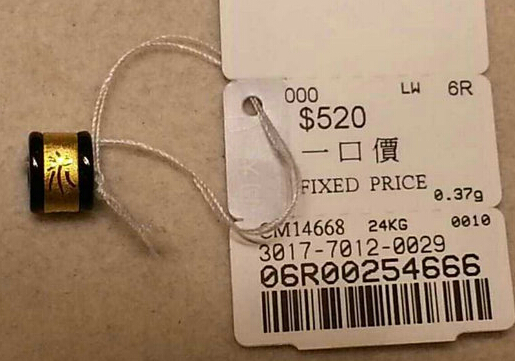 000 LW 6R
$520
一口價
FIXED PRICE
0.37g
CM14668 24KG 0010
3017-7012-0029
06R00254666